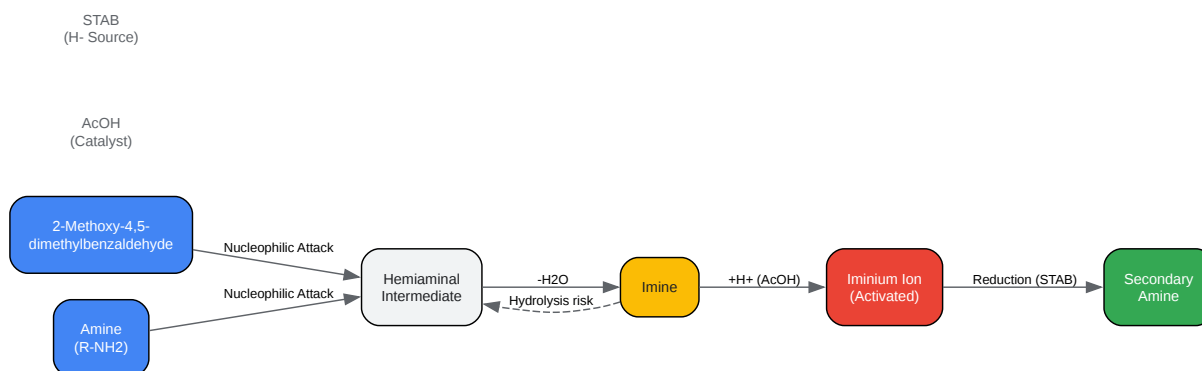 STAB
(H- Source)
AcOH
(Catalyst)
2-Methoxy-4,5-
dimethylbenzaldehyde
Nucleophilic Attack
Nucleophilic Attack
Amine
(R-NH2)
Hemiaminal
Intermediate
-H2O
Hydrolysis risk
Imine
+H+ (AcOH)
Iminium Ion
(Activated)
Reduction (STAB)
Secondary
Amine